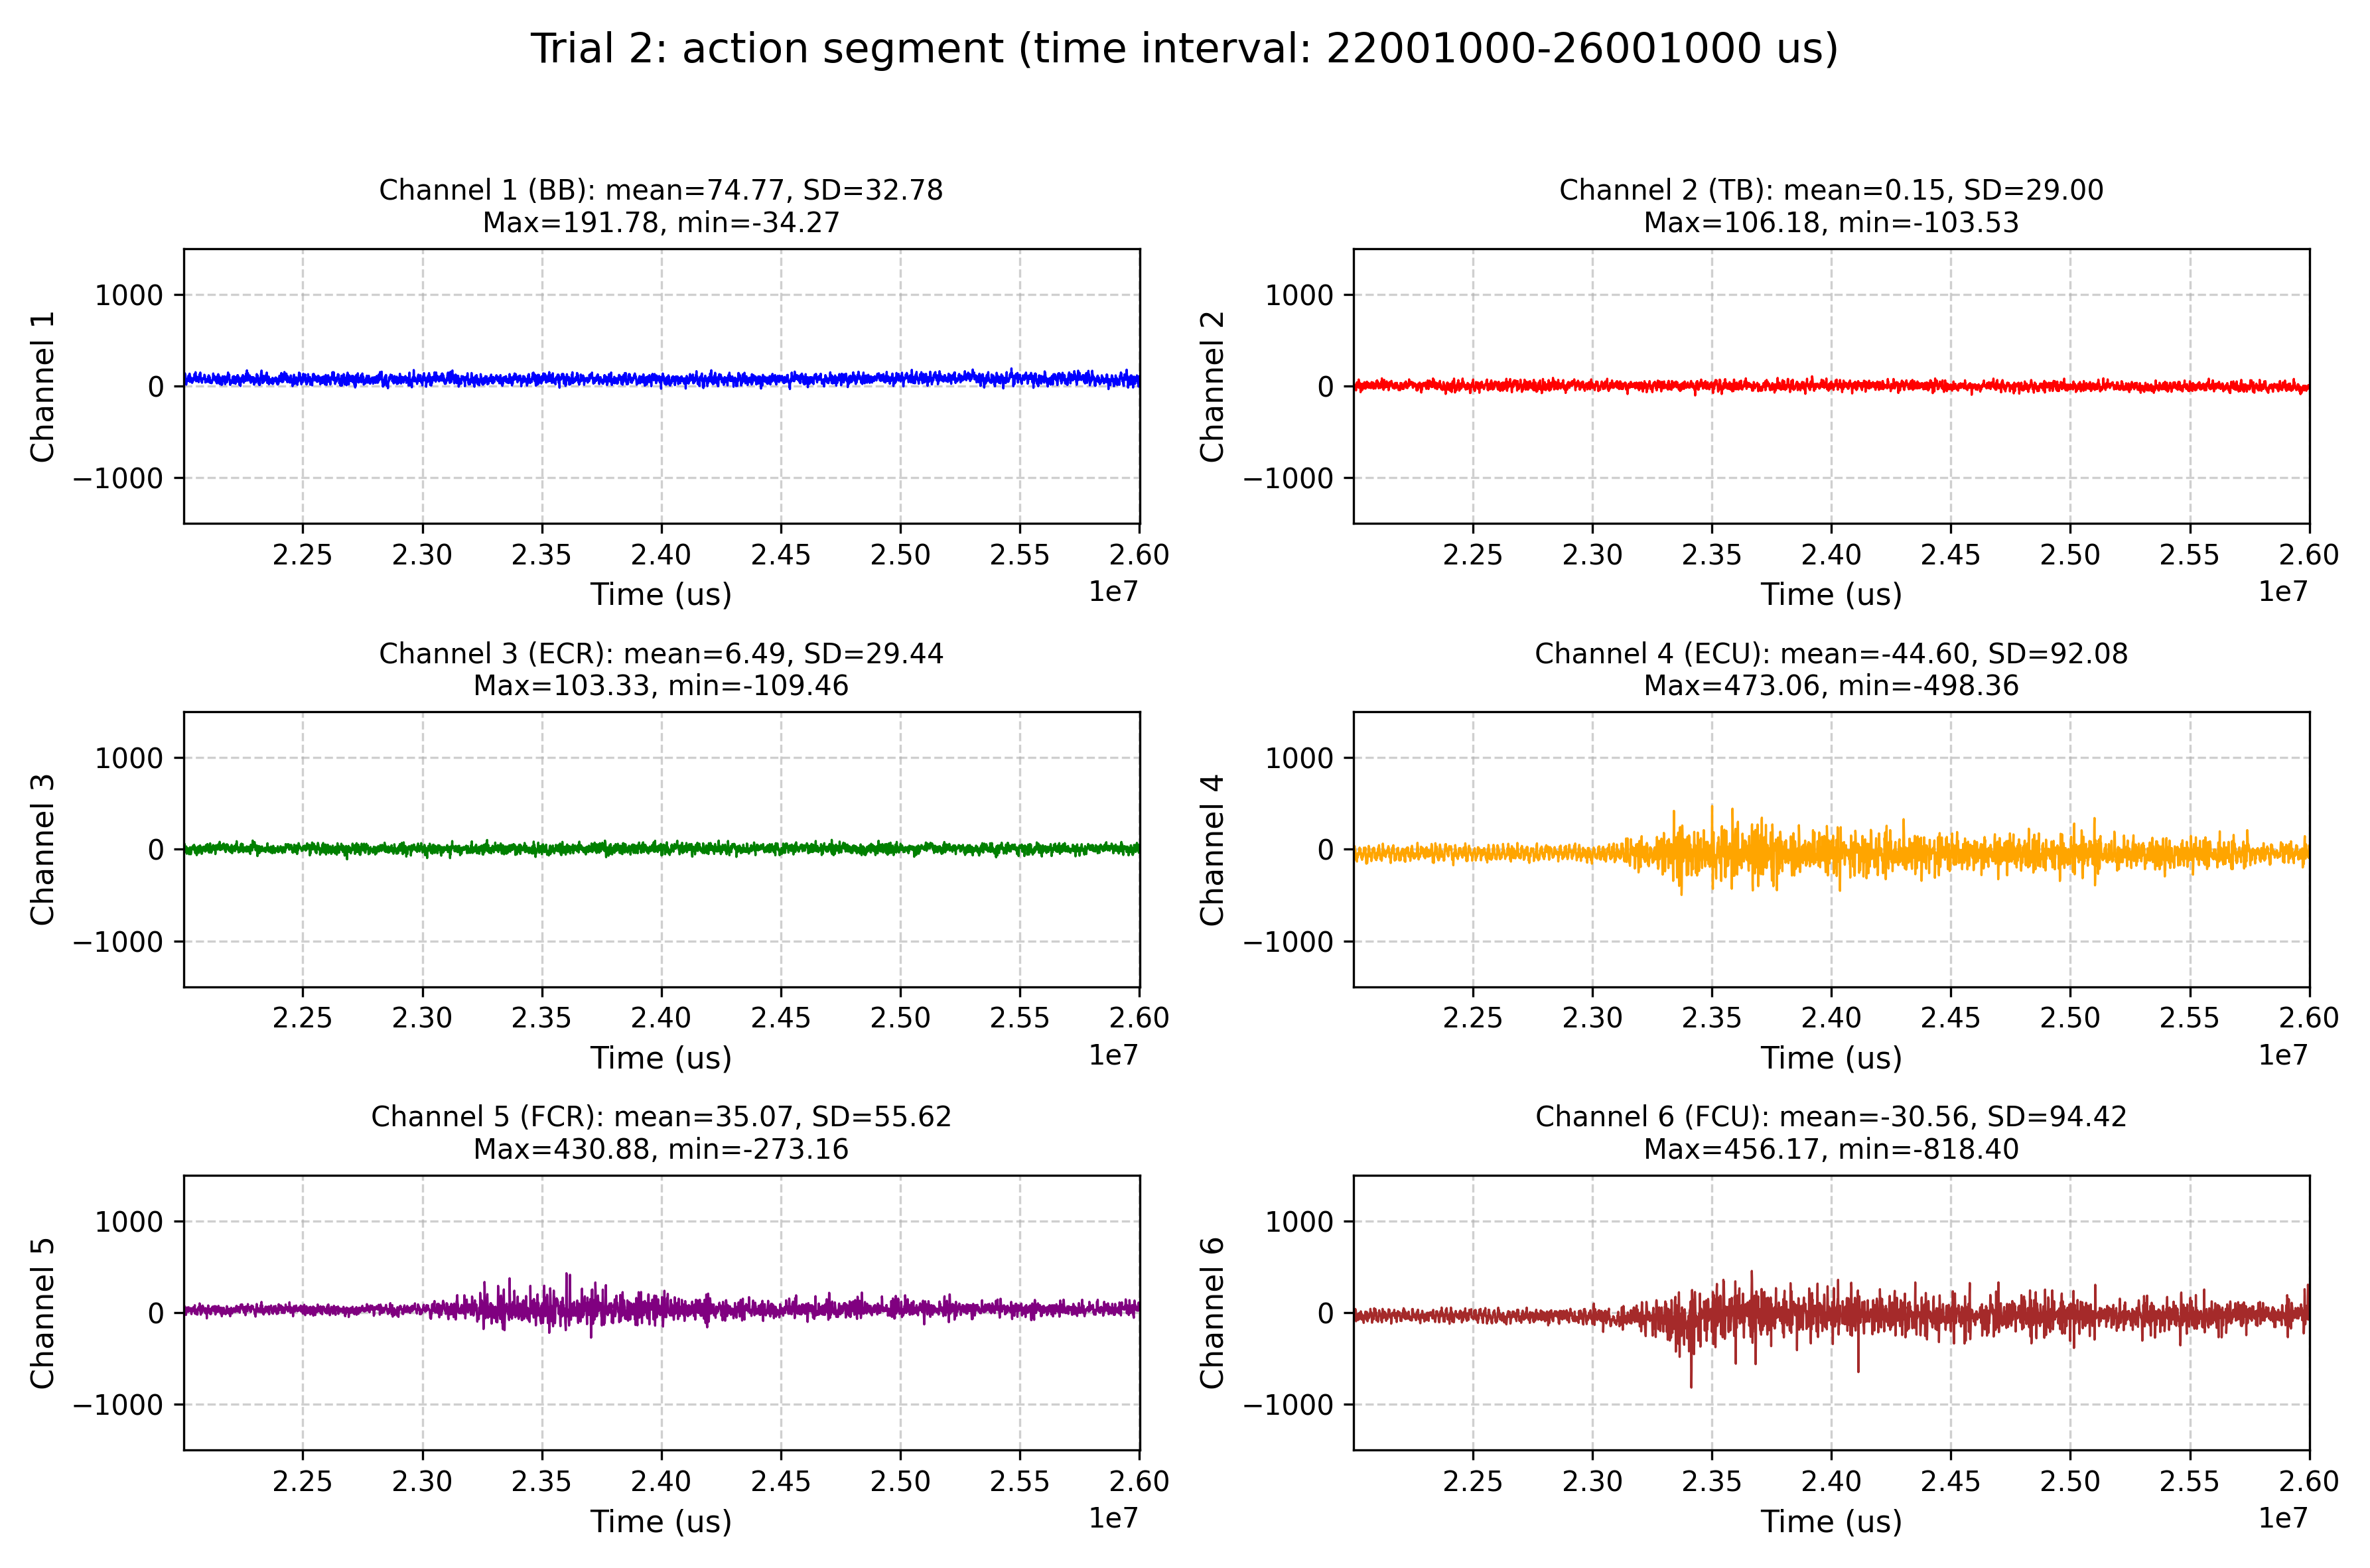 Trial 2: action segment (time interval: 22001000-26001000 us)
Channel 1 (BB): mean=74.77, SD=32.78
Max=191.78, min=-34.27
Channel 1
1000
0
−1000
2.25 2.30 2.35 2.40 2.45 2.50 2.55 2.60
1e7
Time (us)
Channel 2 (TB): mean=0.15, SD=29.00
Max=106.18, min=-103.53
Channel 2
1000
0
−1000
2.25 2.30 2.35 2.40 2.45 2.50 2.55 2.60
1e7
Time (us)
Channel 3 (ECR): mean=6.49, SD=29.44
Max=103.33, min=-109.46
Channel 3
1000
0
−1000
2.25 2.30 2.35 2.40 2.45 2.50 2.55 2.60
1e7
Time (us)
Channel 4 (ECU): mean=-44.60, SD=92.08
Max=473.06, min=-498.36
Channel 4
1000
0
−1000
2.25 2.30 2.35 2.40 2.45 2.50 2.55 2.60
1e7
Time (us)
Channel 5 (FCR): mean=35.07, SD=55.62
Max=430.88, min=-273.16
Channel 5
1000
0
−1000
2.25 2.30 2.35 2.40 2.45 2.50 2.55 2.60
1e7
Time (us)
Channel 6 (FCU): mean=-30.56, SD=94.42
Max=456.17, min=-818.40
Channel 6
1000
0
−1000
2.25 2.30 2.35 2.40 2.45 2.50 2.55 2.60
1e7
Time (us)